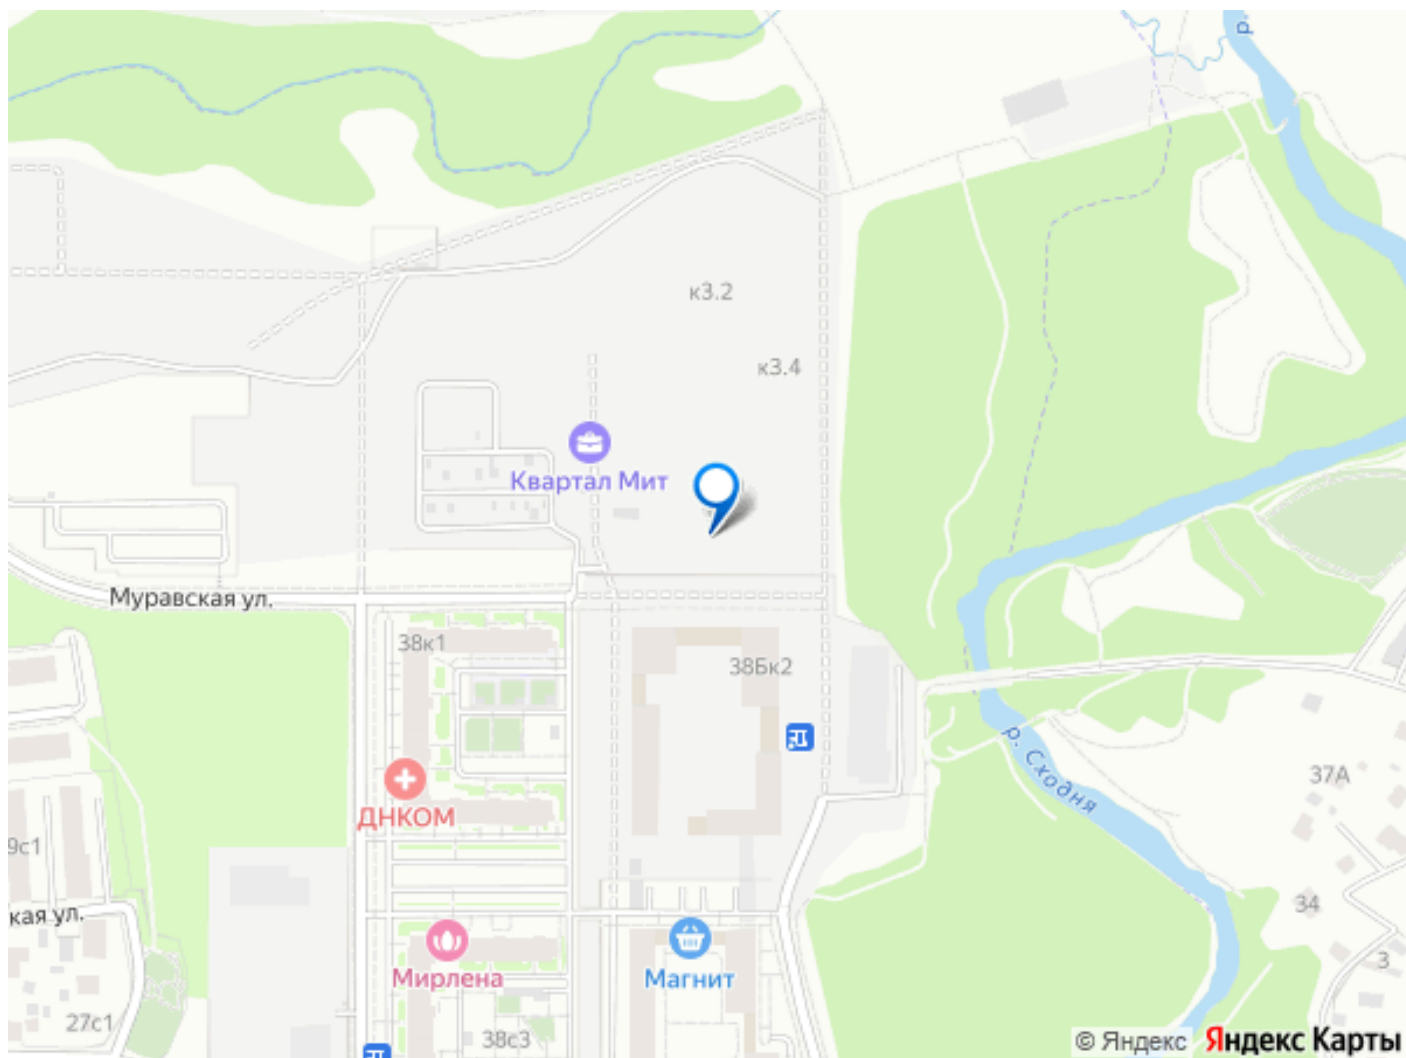 р.
к3.2
к3.4
Квартал Мит
Муравская ул.
38к1
38Бк2
р. Сходня
37А
ДНКОМ
9с1
34
кая ул.
Мирлена
Магнит
3
27с1
38с3
© Яндекс Яндекс Карты